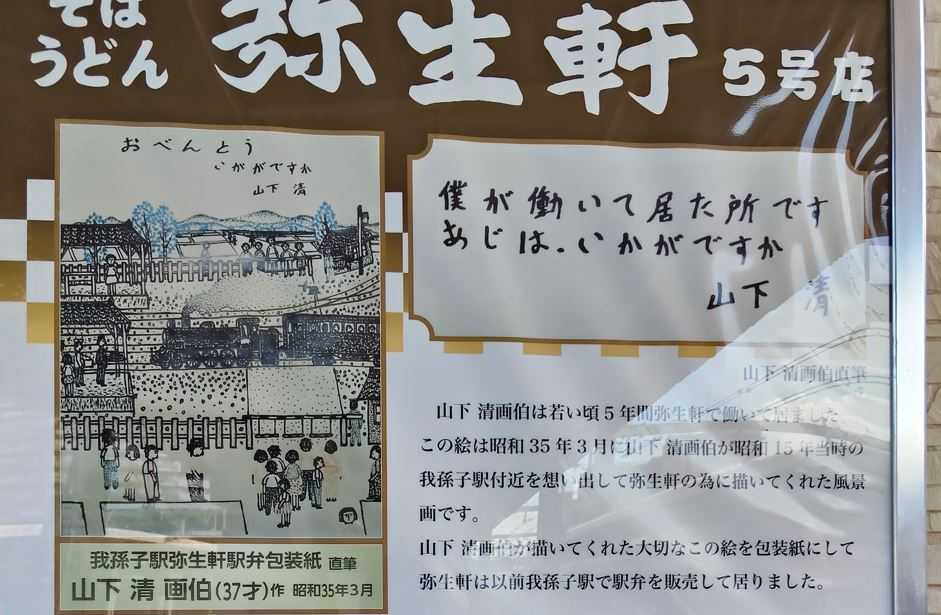 そば
うどん
弥生軒 5号店
おべんとう
いかがですか
山下 清
僕が働いて居た所です
あじは、いかがですか
山下 清
山下 清画伯直筆
山下 清画伯は若い頃5年間弥生軒で働いて居ました
この絵は昭和35年3月に山下 清画伯が昭和15年当時の
我孫子駅付近を想い出して弥生軒の為に描いてくれた風景
画です。
山下 清画伯が描いてくれた大切なこの絵を包装紙にして
弥生軒は以前我孫子駅で駅弁を販売して居りました。
我孫子駅弥生軒駅弁包装紙 直筆
山下 清 画伯(37才)作 昭和35年3月